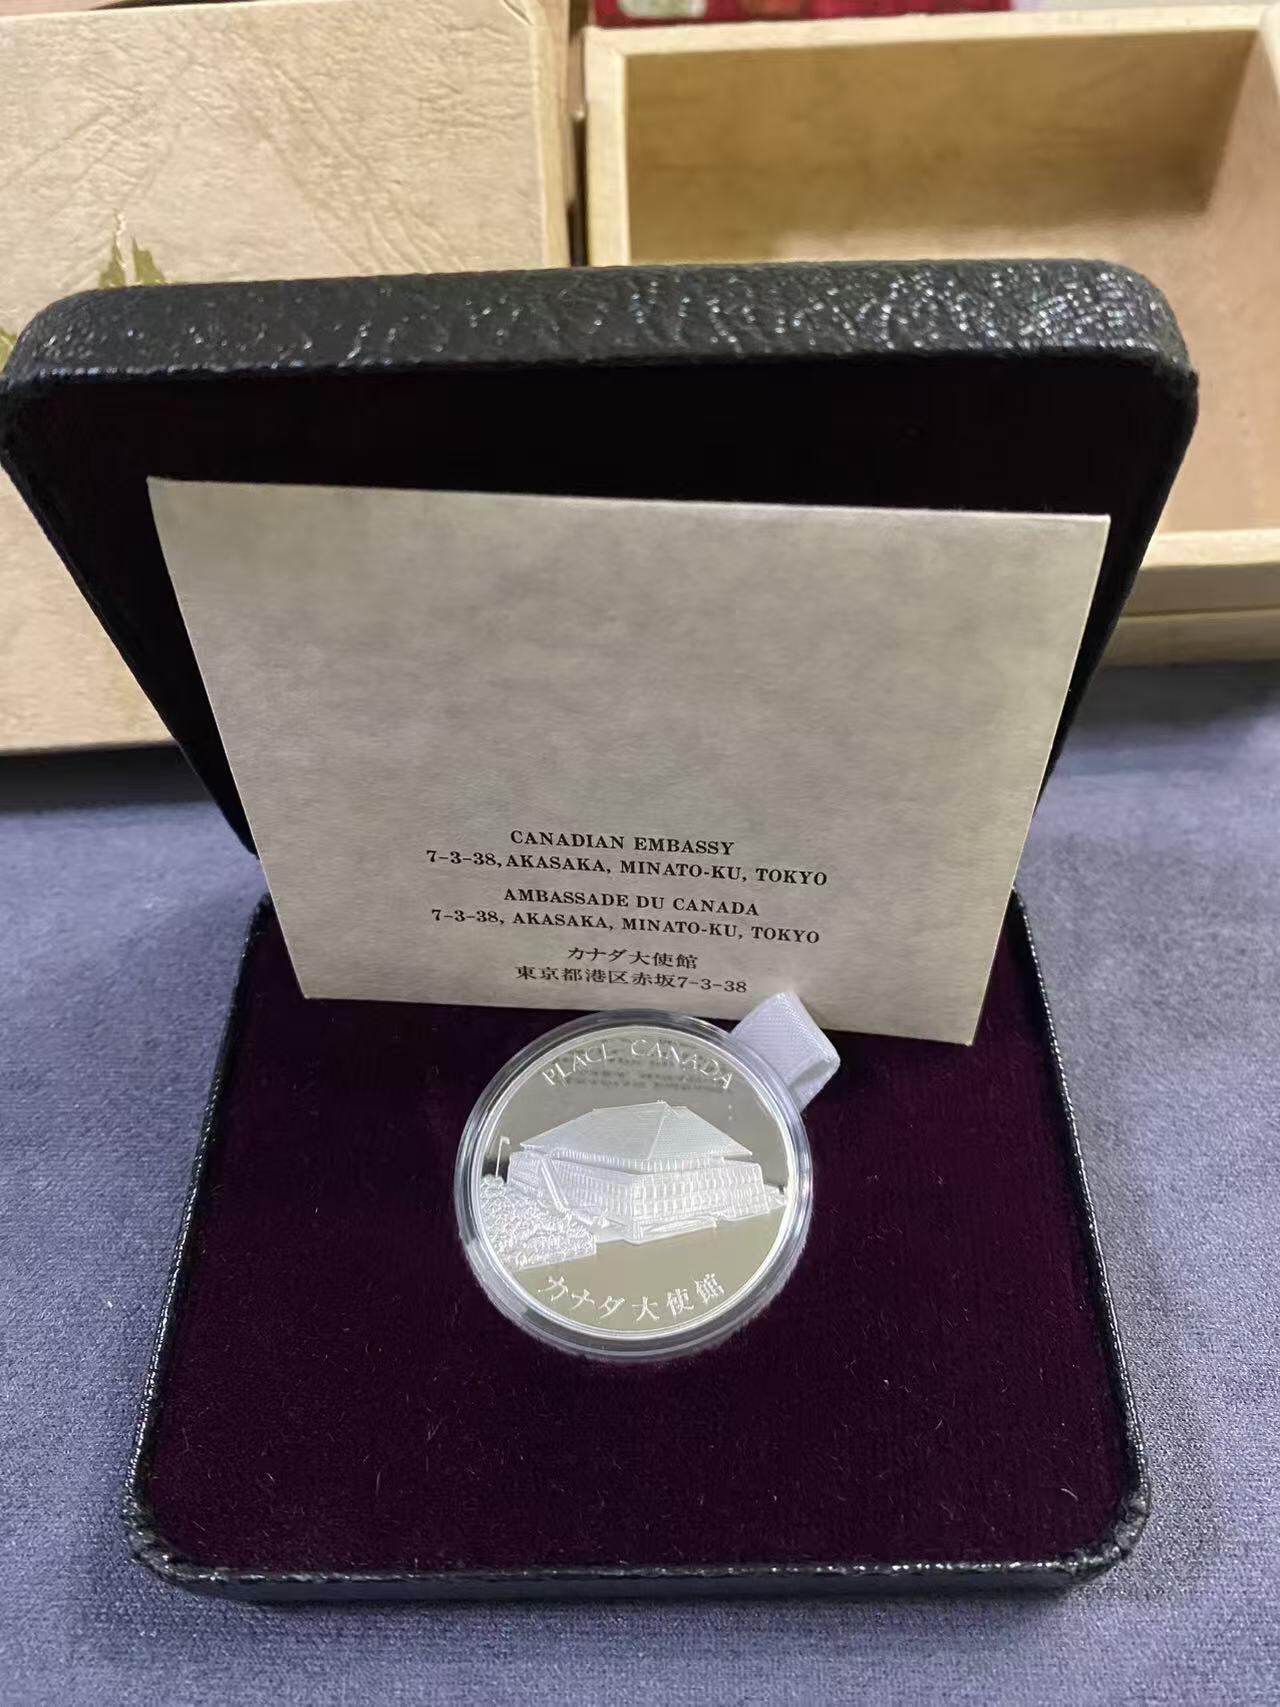 CANADIAN EMBASSY
7-3-38, AKASAKA, MINATO-KU, TOKYO
AMBASSADE DU CANADA
7-3-38, AKASAKA, MINATO-KU, TOKYO
カナダ大使館
東京都港区赤坂7-3-38
PLACE CANADA
カナダ大使館